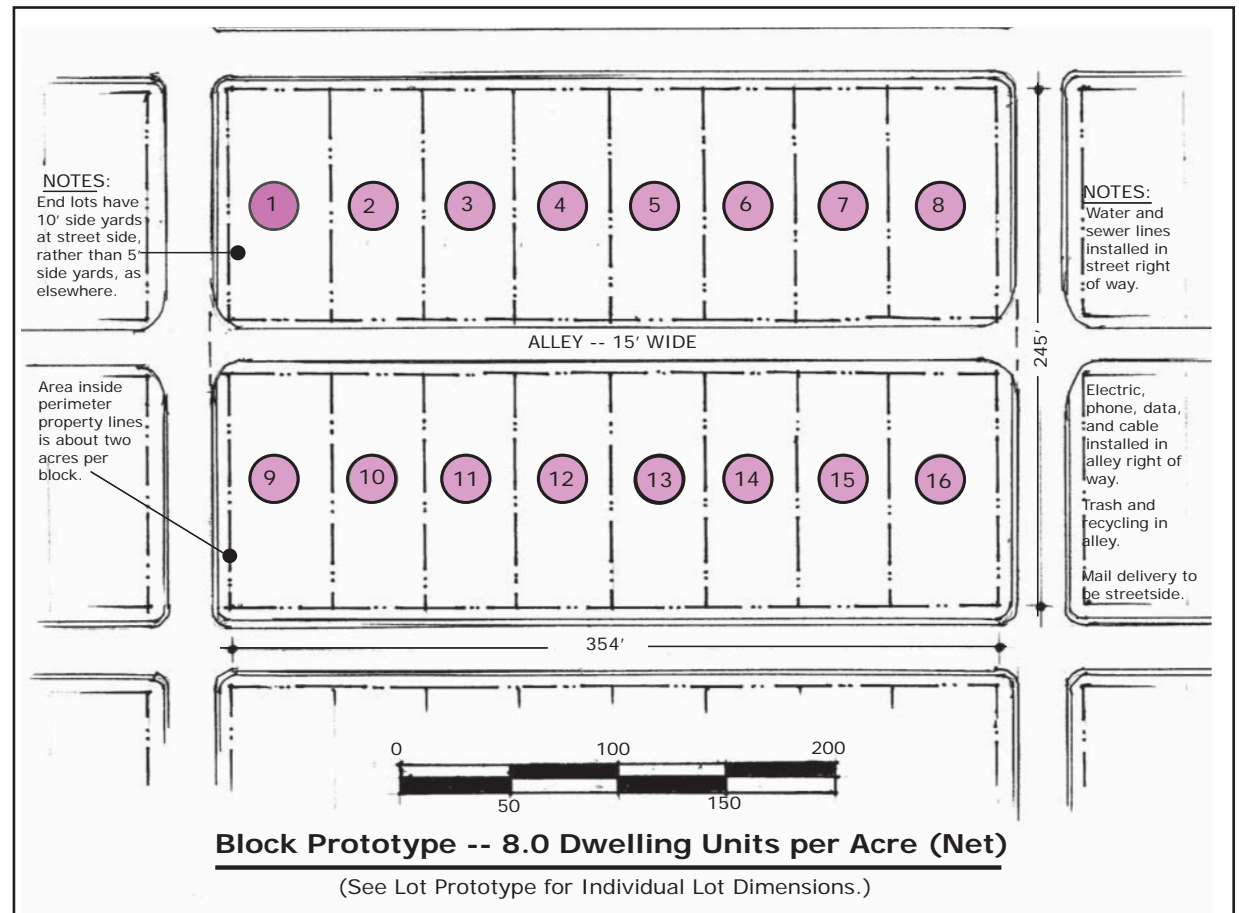 NOTES:
End lots have
10' side yards
at street side,
rather than 5'
side yards, as
elsewhere.
1
2
3
4
5
6
7
8
NOTES:
Water and
sewer lines
installed in
street right
of way.
ALLEY -- 15' WIDE
245'
Area inside
perimeter
property lines
is about two
acres per
block.
9
10
11
12
13
14
15
16
Electric,
phone, data,
and cable
installed in
alley right of
way.
Trash and
recycling in
alley.
Mail delivery to
be streetside.
354'
0
100
200
50
150
Block Prototype -- 8.0 Dwelling Units per Acre (Net)
(See Lot Prototype for Individual Lot Dimensions.)